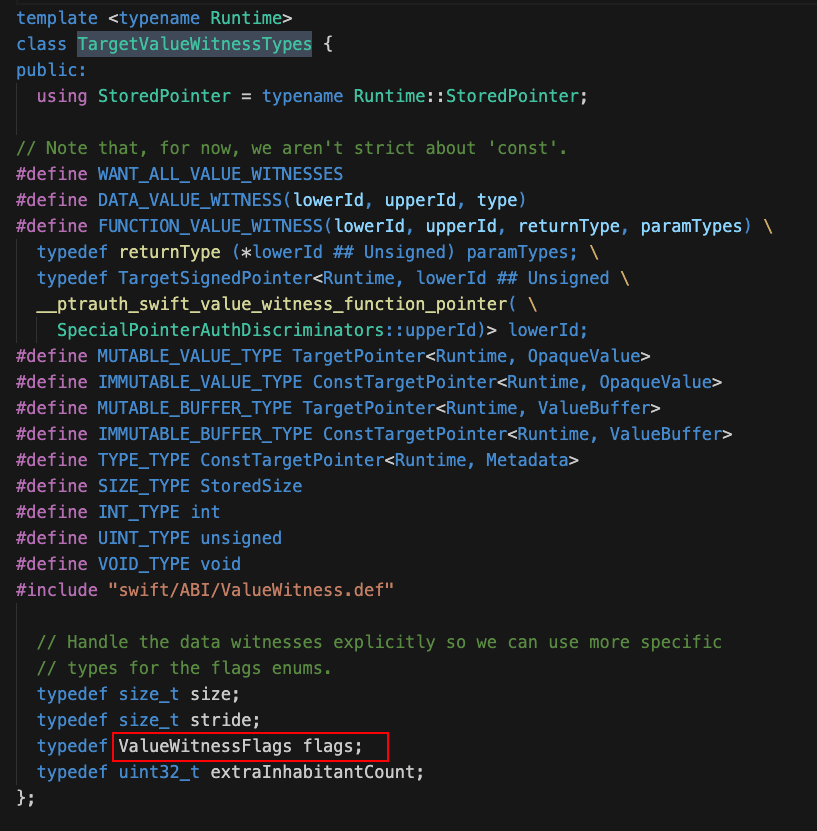 template <typename Runtime>
class TargetValueWitnessTypes {
public:
  using StoredPointer = typename Runtime::StoredPointer;

// Note that, for now, we aren't strict about 'const'.
#define WANT_ALL_VALUE_WITNESSES
#define DATA_VALUE_WITNESS(lowerId, upperId, type)
#define FUNCTION_VALUE_WITNESS(lowerId, upperId, returnType, paramTypes) \
  typedef returnType (*lowerId ## Unsigned) paramTypes; \
  typedef TargetSignedPointer<Runtime, lowerId ## Unsigned \
  __ptrauth_swift_value_witness_function_pointer( \
    SpecialPointerAuthDiscriminators::upperId)> lowerId;
#define MUTABLE_VALUE_TYPE TargetPointer<Runtime, OpaqueValue>
#define IMMUTABLE_VALUE_TYPE ConstTargetPointer<Runtime, OpaqueValue>
#define MUTABLE_BUFFER_TYPE TargetPointer<Runtime, ValueBuffer>
#define IMMUTABLE_BUFFER_TYPE ConstTargetPointer<Runtime, ValueBuffer>
#define TYPE_TYPE ConstTargetPointer<Runtime, Metadata>
#define SIZE_TYPE StoredSize
#define INT_TYPE int
#define UINT_TYPE unsigned
#define VOID_TYPE void
#include "swift/ABI/ValueWitness.def"

  // Handle the data witnesses explicitly so we can use more specific
  // types for the flags enums.
  typedef size_t size;
  typedef size_t stride;
  typedef ValueWitnessFlags flags;
  typedef uint32_t extraInhabitantCount;
};